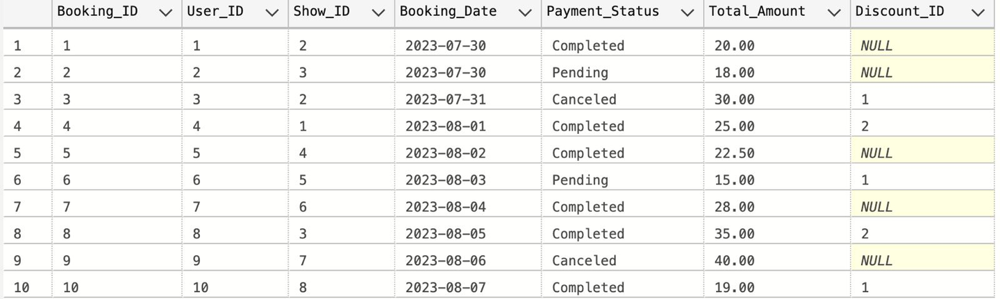 Booking_ID User_ID Show_ID Booking_Date Payment_Status Total_Amount Discount_ID
1 1 1 2 2023-07-30 Completed 20.00 NULL
2 2 2 3 2023-07-30 Pending 18.00 NULL
3 3 3 2 2023-07-31 Canceled 30.00 1
4 4 4 1 2023-08-01 Completed 25.00 2
5 5 5 4 2023-08-02 Completed 22.50 NULL
6 6 6 5 2023-08-03 Pending 15.00 1
7 7 7 6 2023-08-04 Completed 28.00 NULL
8 8 8 3 2023-08-05 Completed 35.00 2
9 9 9 7 2023-08-06 Canceled 40.00 NULL
10 10 10 8 2023-08-07 Completed 19.00 1